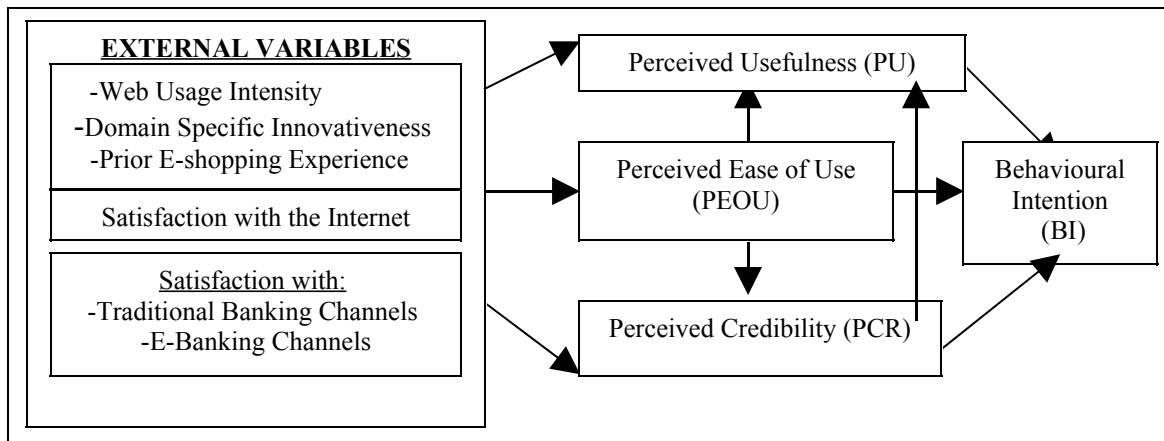 EXTERNAL VARIABLES
-Web Usage Intensity
-Domain Specific Innovativeness
-Prior E-shopping Experience
Satisfaction with the Internet
Satisfaction with:
-Traditional Banking Channels
-E-Banking Channels
Perceived Usefulness (PU)
Perceived Ease of Use
(PEOU)
Perceived Credibility (PCR)
Behavioural
Intention
(BI)